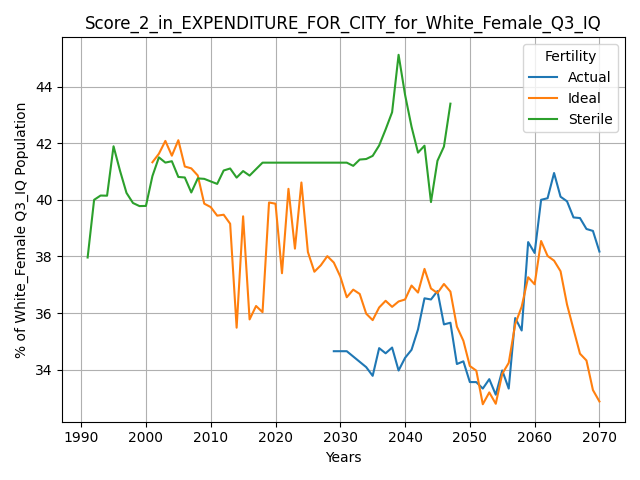 Score_2_in_EXPENDITURE_FOR_CITY_for_White_Female_Q3_IQ
% of White_Female Q3_IQ Population
44
42
40
38
36
34
Fertility
Actual
Ideal
Sterile
1990 2000 2010 2020 2030 2040 2050 2060 2070
Years